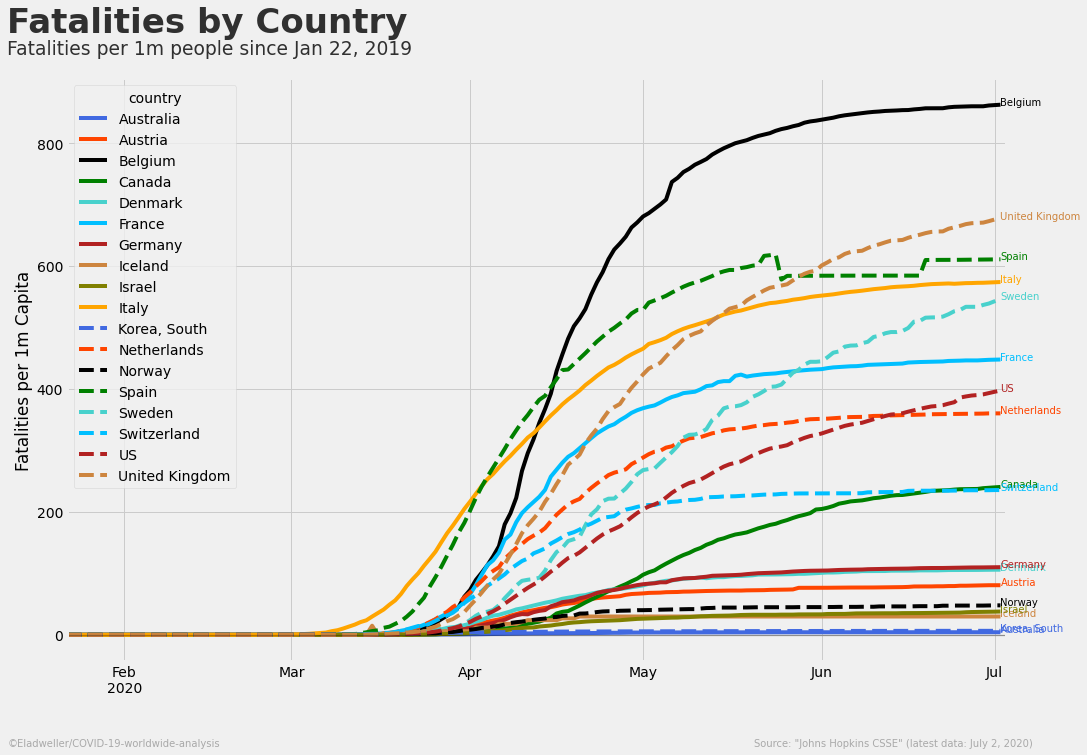 Fatalities by Country
Fatalities per 1m people since Jan 22, 2019
country
Australia
Austria
Belgium
Canada
Denmark
France
Germany
Iceland
Israel
Italy
Korea, South
Netherlands
Norway
Spain
Sweden
Switzerland
US
United Kingdom
Fatalities per 1m Capita
800
600
400
200
0
Feb
2020
Mar
Apr
May
Jun
Jul
Belgium
United Kingdom
Spain
Italy
Sweden
France
US
Netherlands
Canada
Switzerland
Germany
Denmark
Austria
Norway
Israel
Iceland
Korea, South
Australia
©Eladweller/COVID-19-worldwide-analysis
Source: "Johns Hopkins CSSE" (latest data: July 2, 2020)